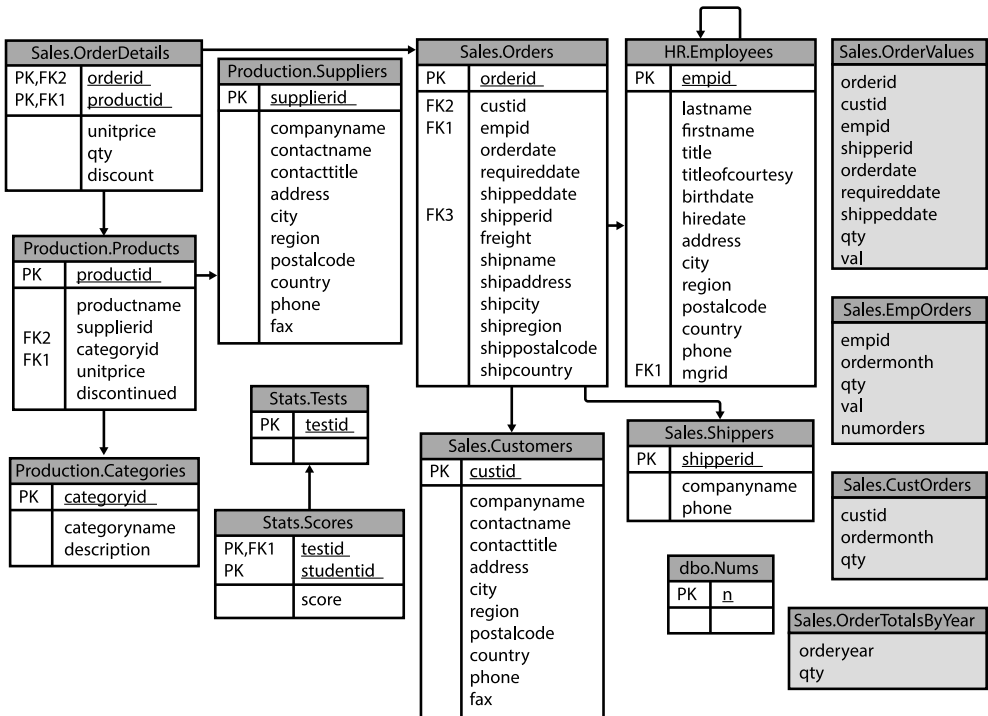 Sales.OrderDetails
PK,FK2 orderid
PK,FK1 productid
unitprice
qty
discount
Production.Suppliers
PK supplierid
companyname
contactname
contacttitle
address
city
region
postalcode
country
phone
fax
Sales.Orders
PK orderid
FK2 custid
FK1 empid
orderdate
requireddate
shippeddate
FK3 shipperid
freight
shipname
shipaddress
shipcity
shipregion
shippostalcode
shipcountry
HR.Employees
PK empid
lastname
firstname
title
titleofcourtesy
birthdate
hiredate
address
city
region
postalcode
country
phone
FK1 mgrid
Sales.OrderValues
orderid
custid
empid
shipperid
orderdate
requireddate
shippeddate
qty
val
Production.Products
PK productid
productname
FK2 supplierid
FK1 categoryid
unitprice
discontinued
Sales.EmpOrders
empid
ordermonth
qty
val
numorders
Stats.Tests
PK testid
Production.Categories
PK categoryid
categoryname
description
Stats.Scores
PK,FK1 testid
PK studentid
score
Sales.Customers
PK custid
companyname
contactname
contacttitle
address
city
region
postalcode
country
phone
fax
Sales.Shippers
PK shipperid
companyname
phone
Sales.CustOrders
custid
ordermonth
qty
dbo.Nums
PK n
Sales.OrderTotalsByYear
orderyear
qty